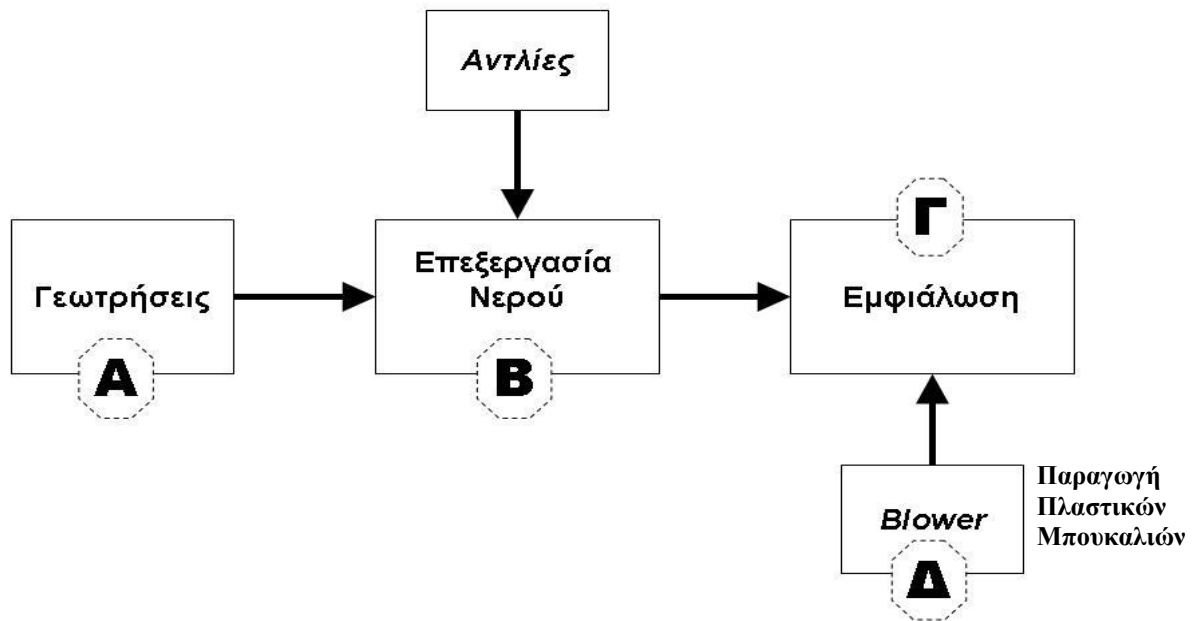 Αντλίες
Γ
Γεωτρήσεις
Επεξεργασία
Νερού
Εμφιάλωση
Α
Β
Blower
Παραγωγή
Πλαστικών
Μπουκαλιών
Δ